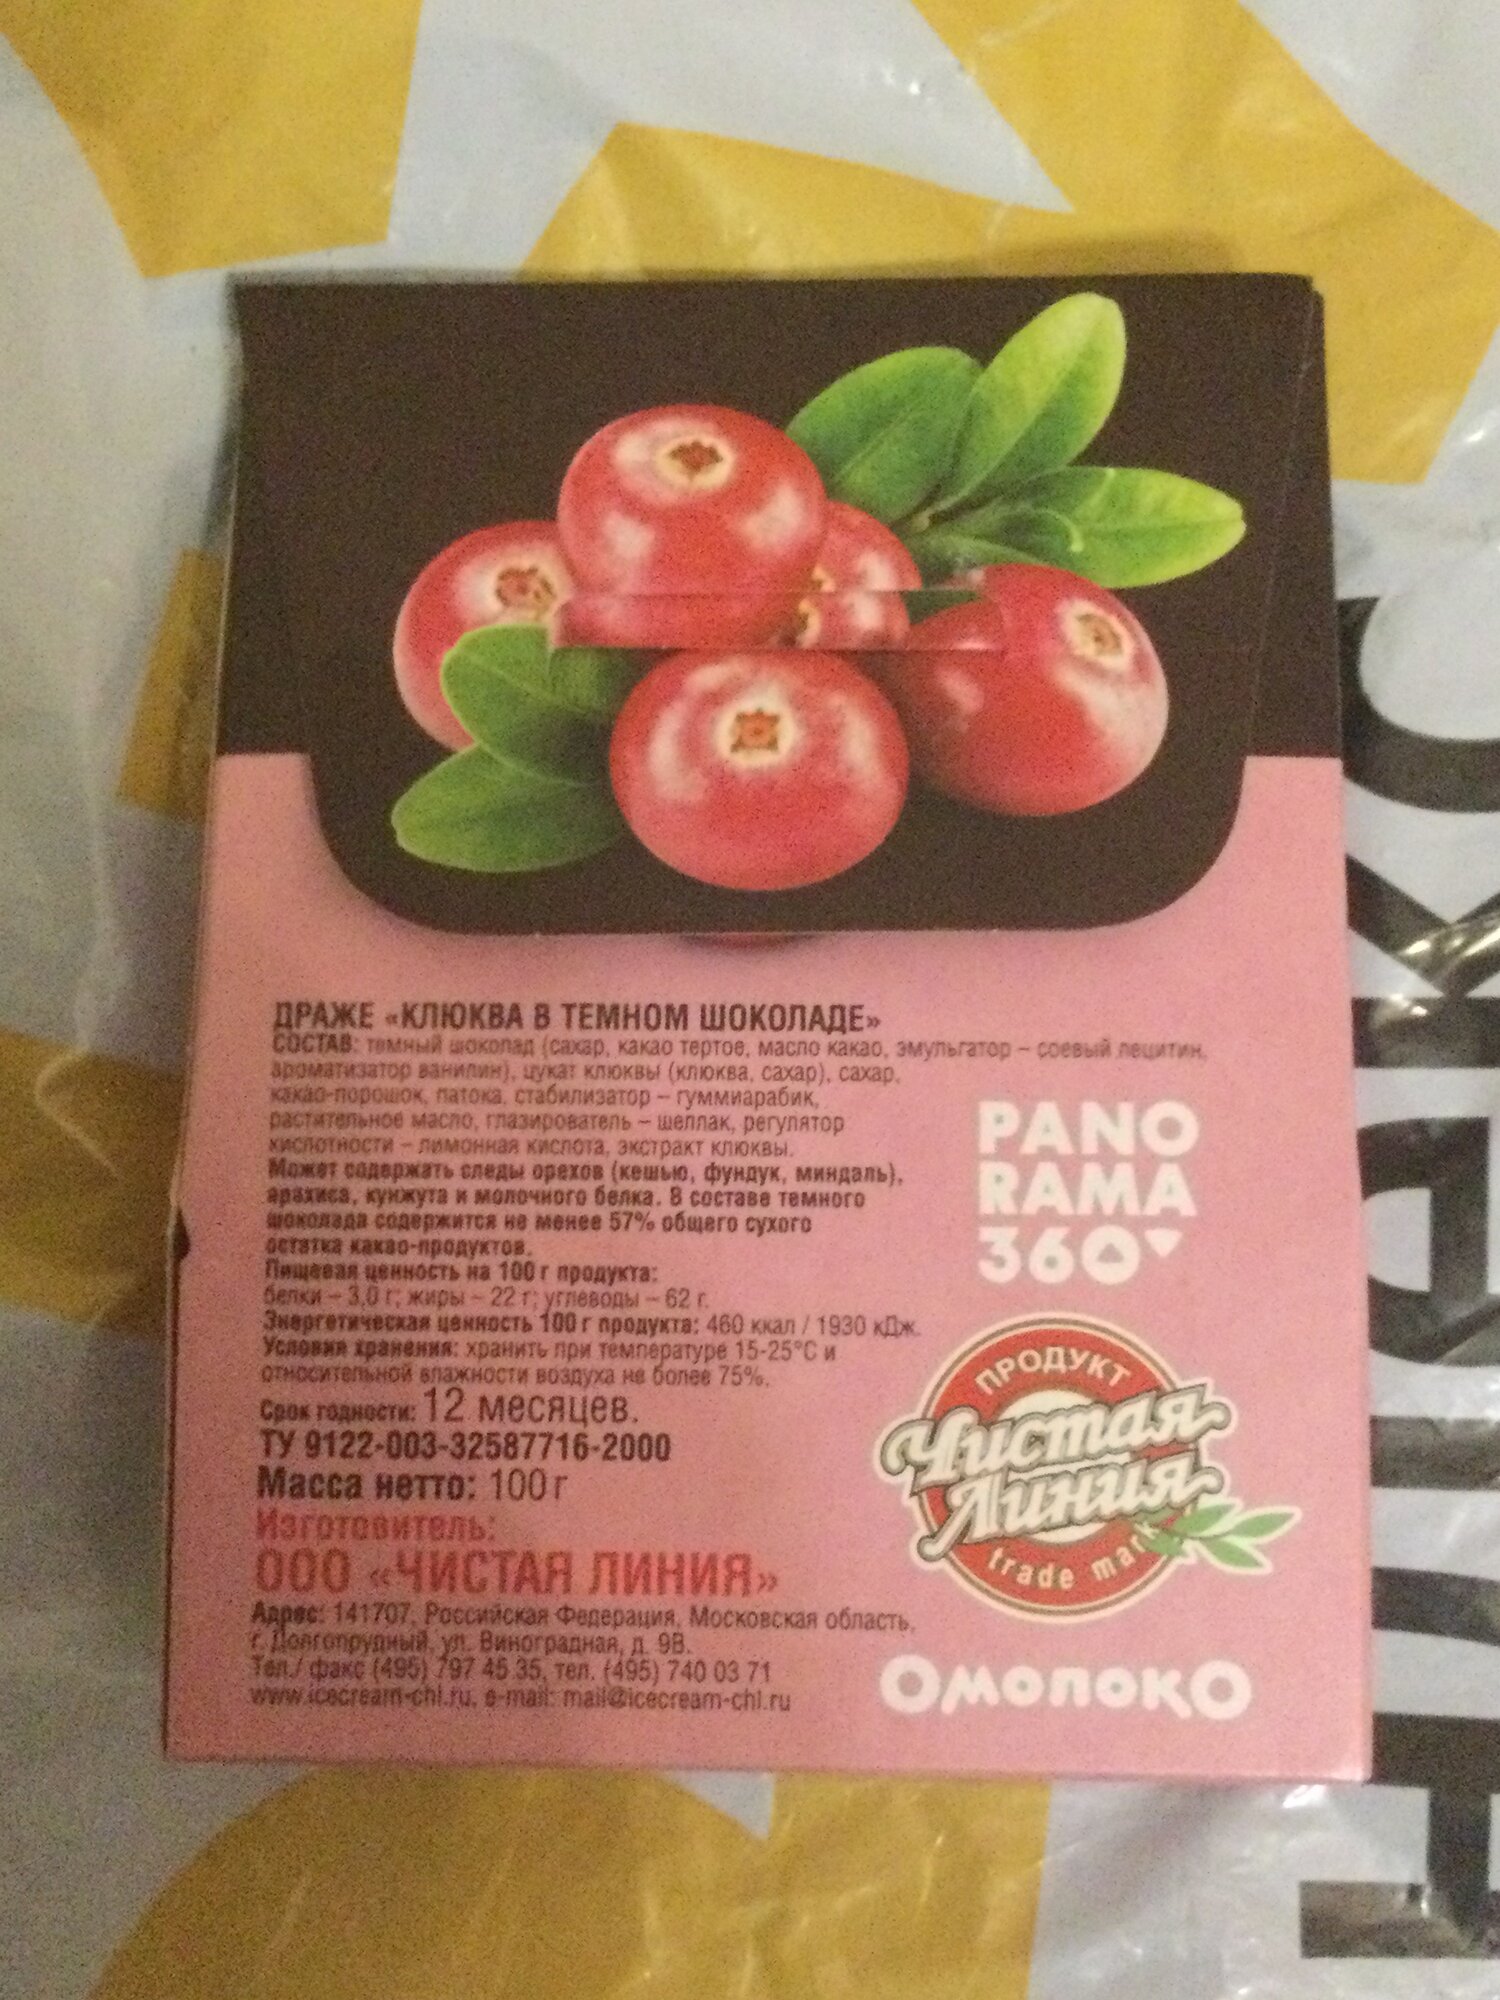 ДРАЖЕ «КЛЮКВА В ТЕМНОМ ШОКОЛАДЕ»
СОСТАВ: темный шоколад (сахар, какао тертое, масло какао, эмульгатор – соевый лецитин,
ароматизатор ванилин), цукат клюквы (клюква, сахар), сахар,
какао-порошок, патока, стабилизатор – гуммиарабик,
растительное масло, глазирователь – шеллак, регулятор
кислотности – лимонная кислота, экстракт клюквы.
Может содержать следы орехов (кешью, фундук, миндаль),
арахиса, кунжута и молочного белка. В составе темного
шоколада содержится не менее 57% общего сухого
остатка какао-продуктов.
Пищевая ценность на 100 г продукта:
белки – 3,0 г; жиры – 22 г; углеводы – 62 г.
Энергетическая ценность 100 г продукта: 460 ккал / 1930 кДж.
Условия хранения: хранить при температуре 15-25°С и
относительной влажности воздуха не более 75%.
Срок годности: 12 месяцев.
ТУ 9122-003-32587716-2000
Масса нетто: 100 г
Изготовитель:
ООО «ЧИСТАЯ ЛИНИЯ»
Адрес: 141707, Российская Федерация, Московская область,
г. Долгопрудный, ул. Виноградная, д. 9В.
Тел./ факс (495) 797 45 35, тел. (495) 740 03 71
www.icecream-chl.ru, e-mail: mail@icecream-chl.ru
PANO
RAMA
360
ПРОДУКТ
Чистая
Линия
trade mark
ОМОЛОКО